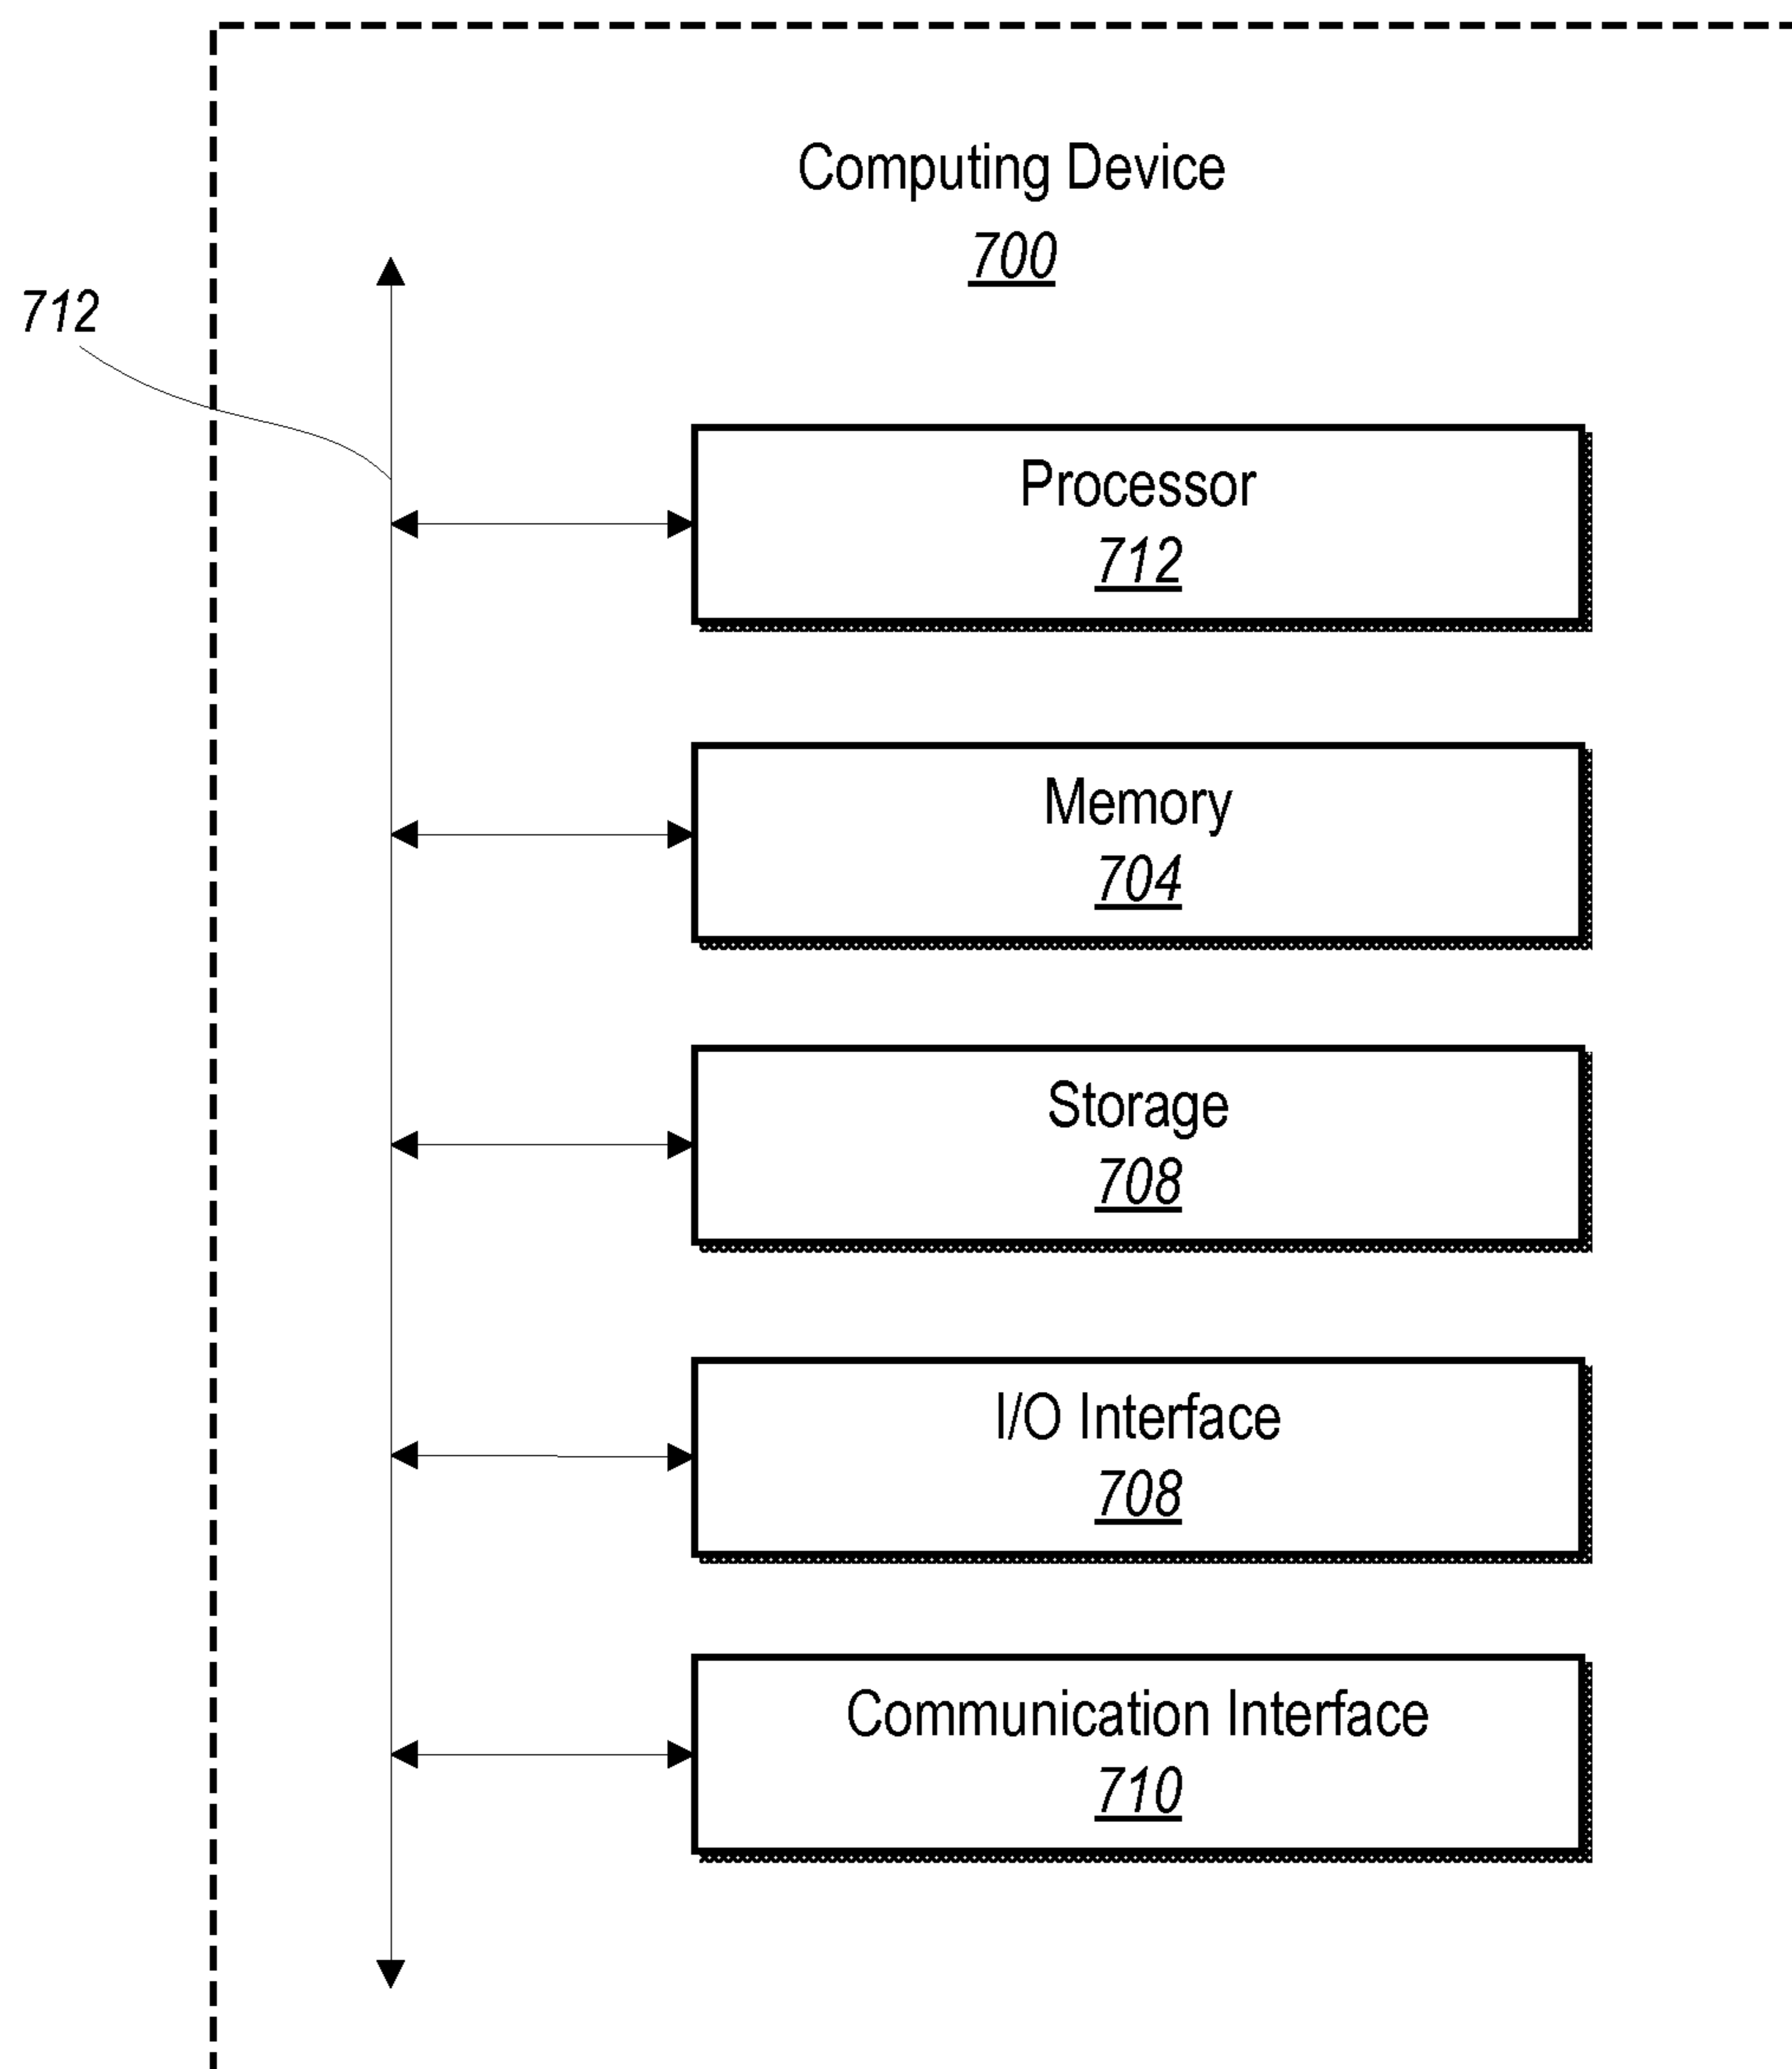 Computing Device
700
712
Processor
712
Memory
704
Storage
708
I/O Interface
708
Communication Interface
710